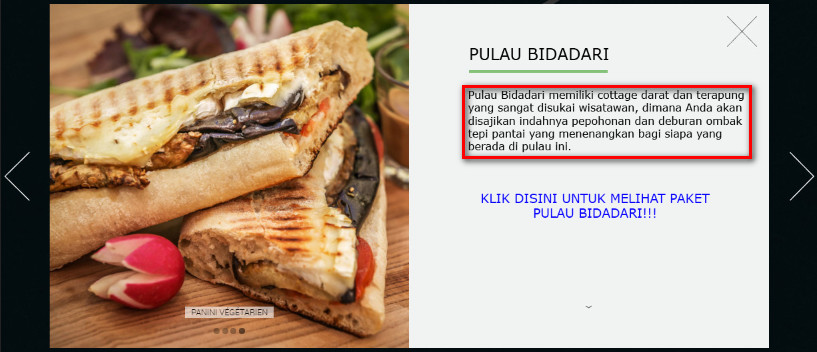 PULAU BIDADARI
Pulau Bidadari memiliki cottage darat dan terapung
yang sangat disukai wisatawan, dimana Anda akan
disajikan indahnya pepohonan dan deburan ombak
tepi pantai yang menenangkan bagi siapa yang
berada di pulau ini.
KLIK DISINI UNTUK MELIHAT PAKET
PULAU BIDADARI!!!
PANINI VÉGÉTARIEN